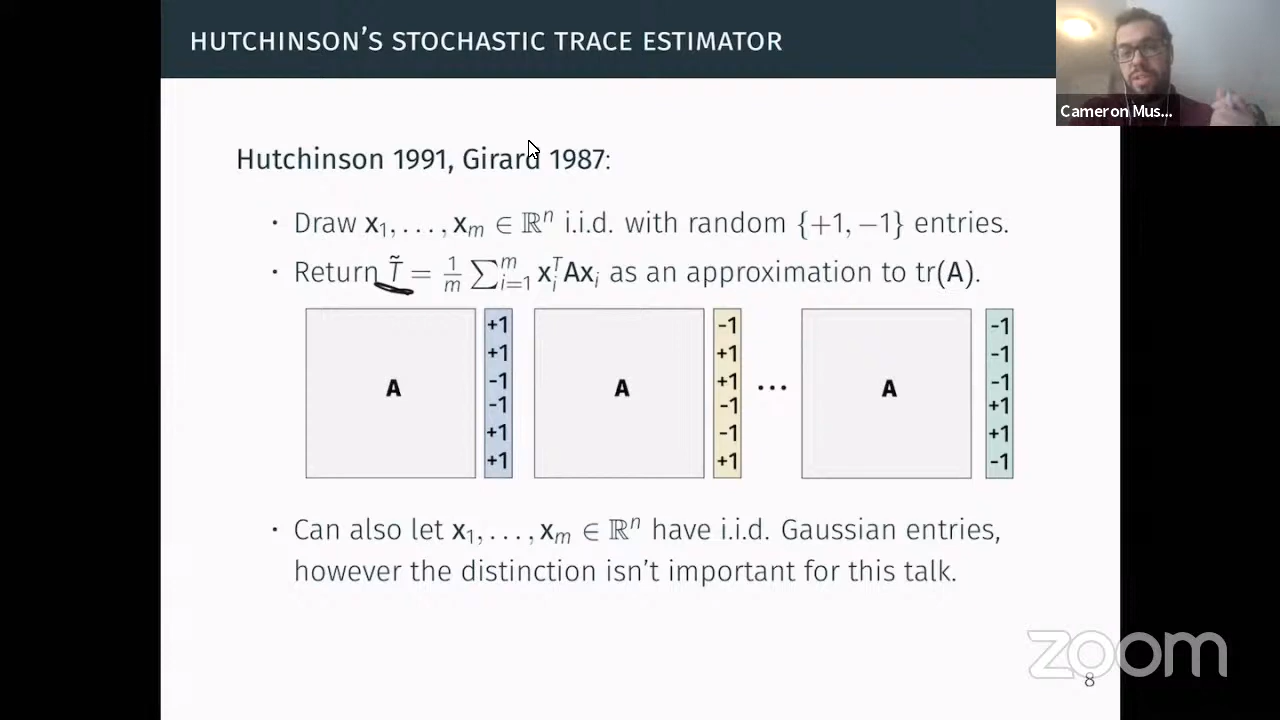 HUTCHINSON'S STOCHASTIC TRACE ESTIMATOR
Cameron Mus...
Hutchinson 1991, Girard 1987:
· Draw x₁, . . . , xₘ ∈ ℝⁿ i.i.d. with random {+1, −1} entries.
· Return T̃ = 1/m ∑ᵢ₌₁ᵐ xᵢᵀAxᵢ as an approximation to tr(A).
A
+1
+1
-1
-1
+1
+1
A
-1
+1
+1
-1
-1
+1
...
A
-1
-1
-1
+1
+1
-1
· Can also let x₁, . . . , xₘ ∈ ℝⁿ have i.i.d. Gaussian entries,
however the distinction isn't important for this talk.
zoom
8